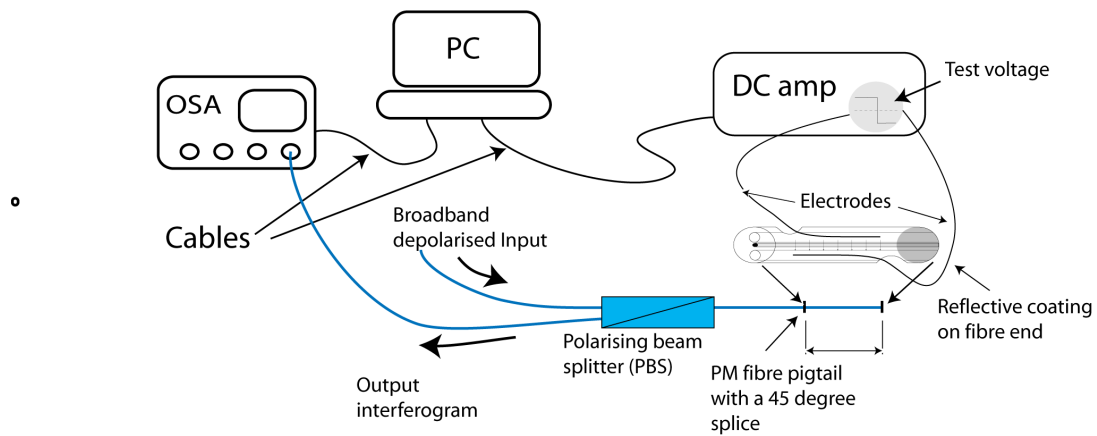 PC
OSA
DC amp
Test voltage
Electrodes
Cables
Broadband
depolarised Input
Reflective coating
on fibre end
Polarising beam
splitter (PBS)
PM fibre pigtail
with a 45 degree
splice
Output
interferogram